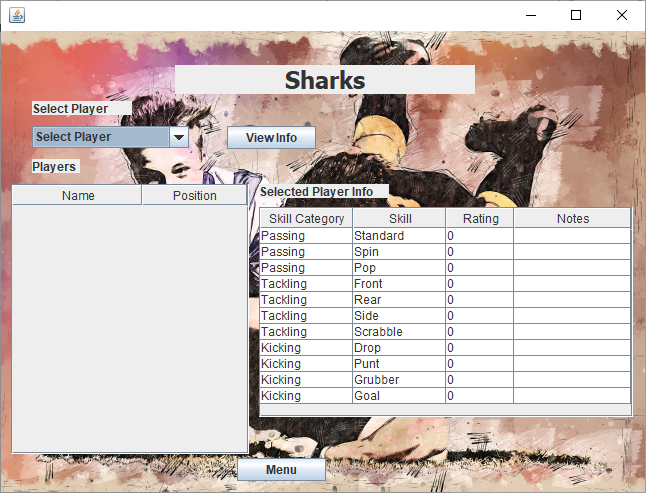 Sharks
Select Player
Select Player
View Info
Players
Name Position
Selected Player Info
Skill Category Skill Rating Notes
Passing Standard 0
Passing Spin 0
Passing Pop 0
Tackling Front 0
Tackling Rear 0
Tackling Side 0
Tackling Scrabble 0
Kicking Drop 0
Kicking Punt 0
Kicking Grubber 0
Kicking Goal 0
Menu